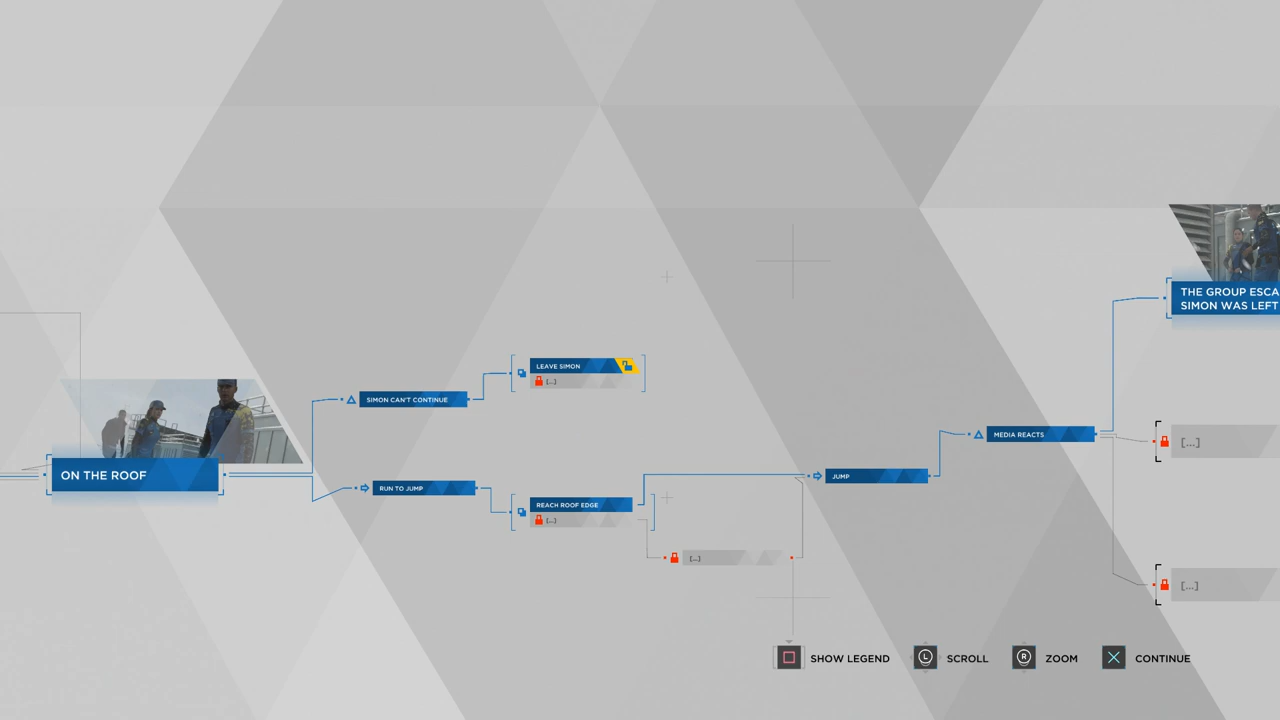 ON THE ROOF
SIMON CAN'T CONTINUE
LEAVE SIMON
[...]
RUN TO JUMP
REACH ROOF EDGE
[...]
[...]
JUMP
MEDIA REACTS
THE GROUP ESCA
SIMON WAS LEFT
[...]
[...]
SHOW LEGEND
L
SCROLL
R
ZOOM
CONTINUE